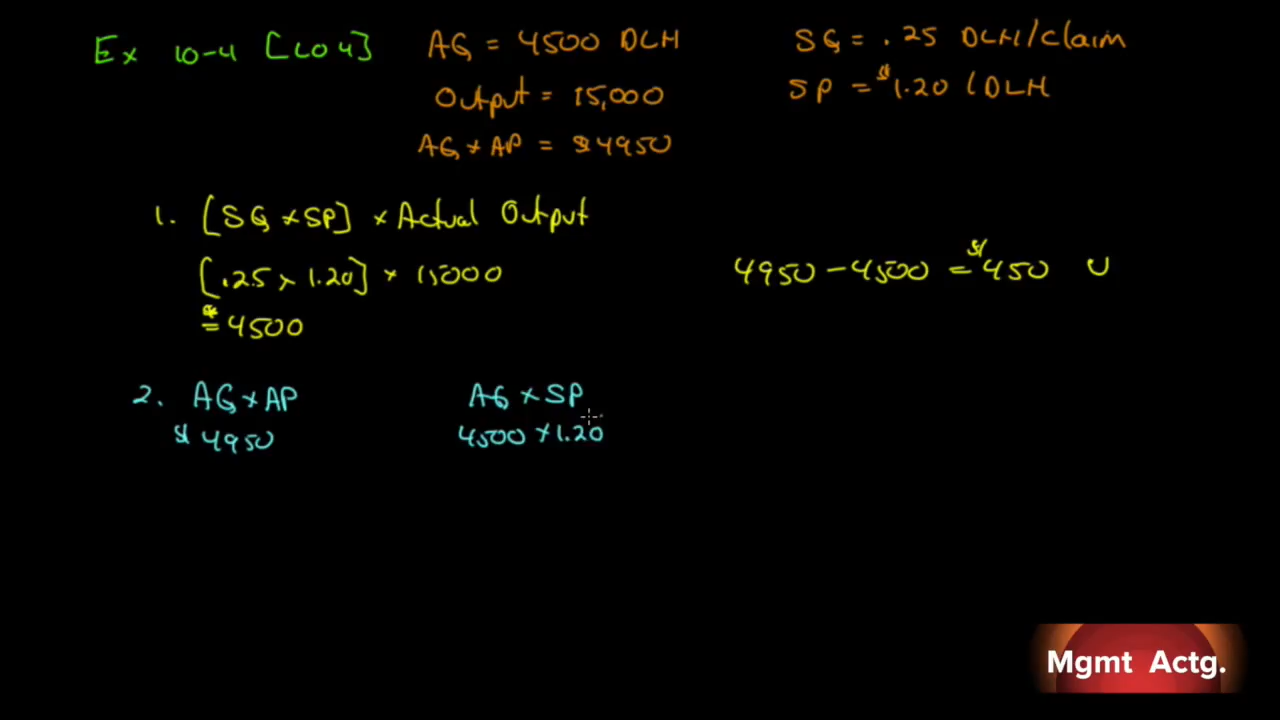 Ex 10-4 [LO4]
AQ = 4500 DLH
Output = 15,000
AQ × AP = $4950
SQ = .25 DLH/Claim
SP = $1.20 / DLH
1. [SQ × SP] × Actual Output
[.25 × 1.20] × 15000
= $4500
4950 - 4500 = $450 U
2. AQ × AP
$4950
AQ × SP
4500 × 1.20
Mgmt Actg.